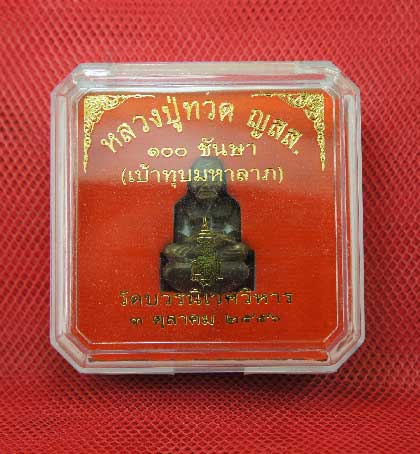 หลวงปู่ทวด ญสส.
๑๐๐ ชันษา
(เบ้าทุบมหาลาภ)
วัดบวรนิเวศวิหาร
๓ ตุลาคม ๒๕๕๖